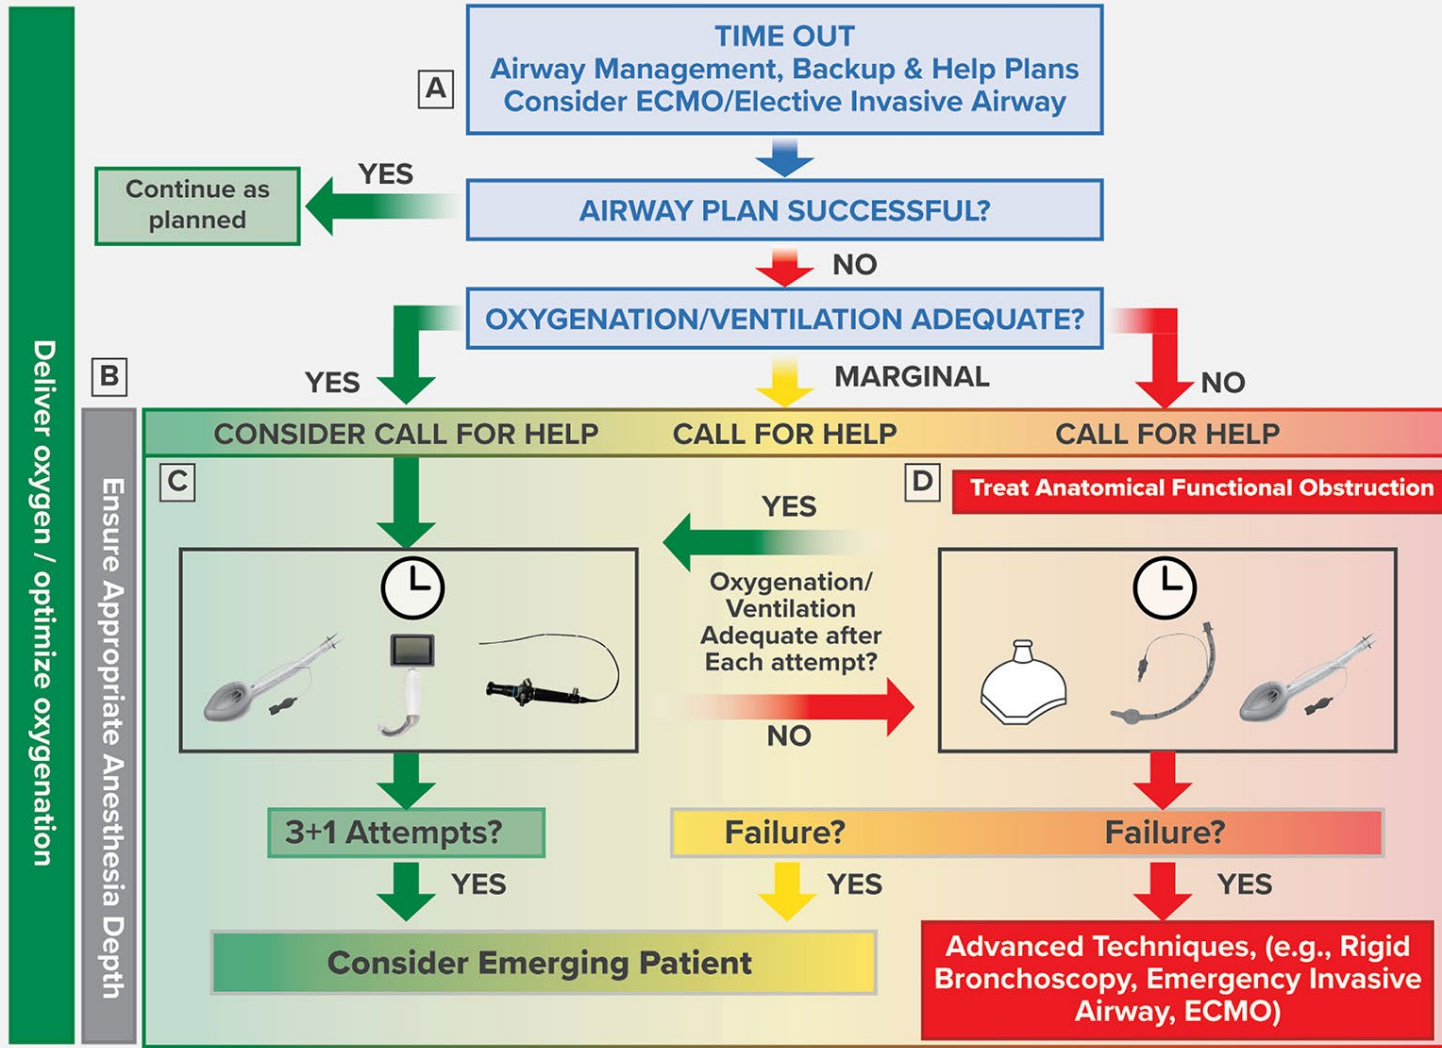 TIME OUT
Airway Management, Backup & Help Plans
Consider ECMO/Elective Invasive Airway
A
YES
Continue as
planned
AIRWAY PLAN SUCCESSFUL?
NO
OXYGENATION/VENTILATION ADEQUATE?
Deliver oxygen / optimize oxygenation
B
YES
MARGINAL
NO
Ensure Appropriate Anesthesia Depth
CONSIDER CALL FOR HELP
CALL FOR HELP
CALL FOR HELP
C
D
Treat Anatomical Functional Obstruction
YES
Oxygenation/
Ventilation
Adequate after
Each attempt?
NO
3+1 Attempts?
Failure?
Failure?
YES
YES
YES
Consider Emerging Patient
Advanced Techniques, (e.g., Rigid
Bronchoscopy, Emergency Invasive
Airway, ECMO)